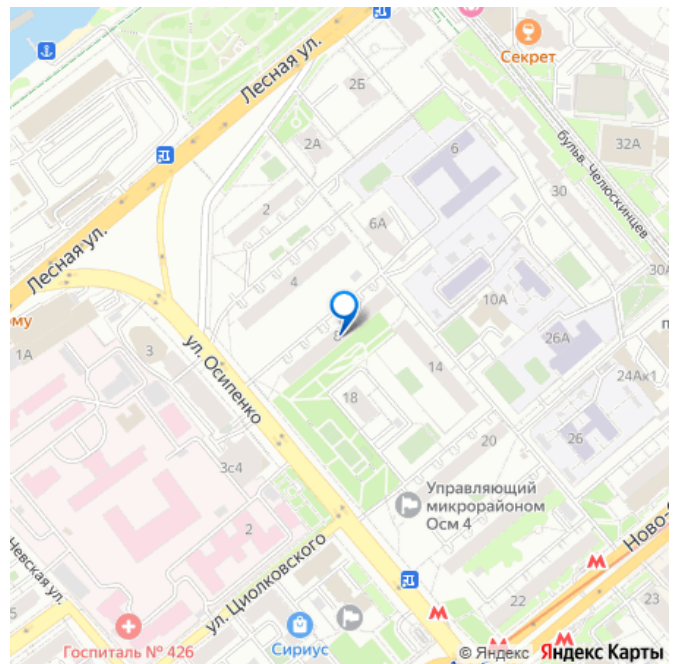 Секрет
Лесная ул.
2Б
2А
6
32А
бульв. Челюскинцев
30
2
6А
Лесная ул.
4
30А
10А
ому
1А
3
ул. Осипенко
26А
14
24Ак1
18
26
20
3с4
Управляющий
микрорайоном
Осм 4
2
Ново-
Невская ул.
ул. Циолковского
22
23
5
Госпиталь № 426
Сириус
© Яндекс Яндекс Карты